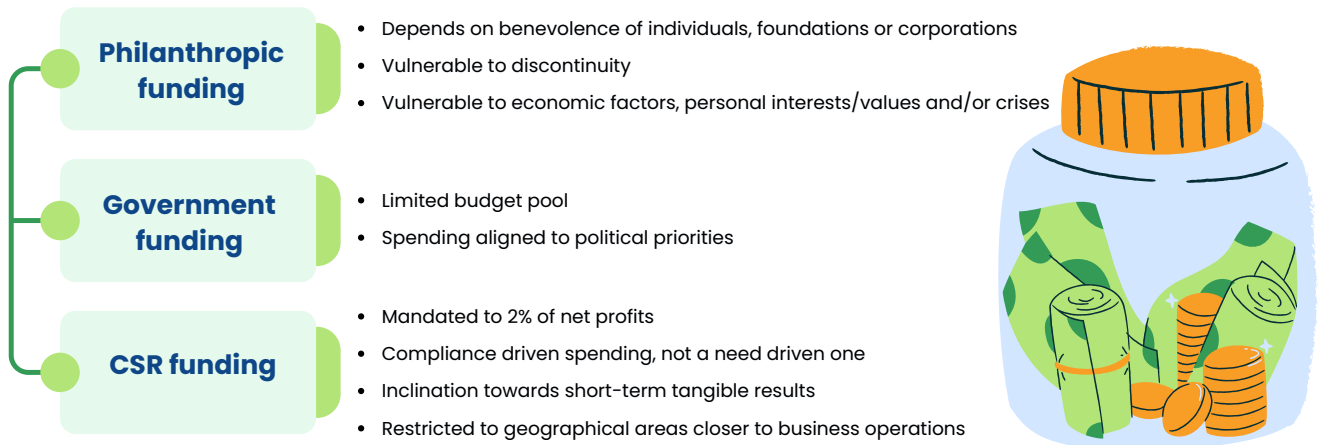 Philanthropic
funding
• Depends on benevolence of individuals, foundations or corporations
• Vulnerable to discontinuity
• Vulnerable to economic factors, personal interests/values and/or crises
Government
funding
• Limited budget pool
• Spending aligned to political priorities
CSR funding
• Mandated to 2% of net profits
• Compliance driven spending, not a need driven one
• Inclination towards short-term tangible results
• Restricted to geographical areas closer to business operations